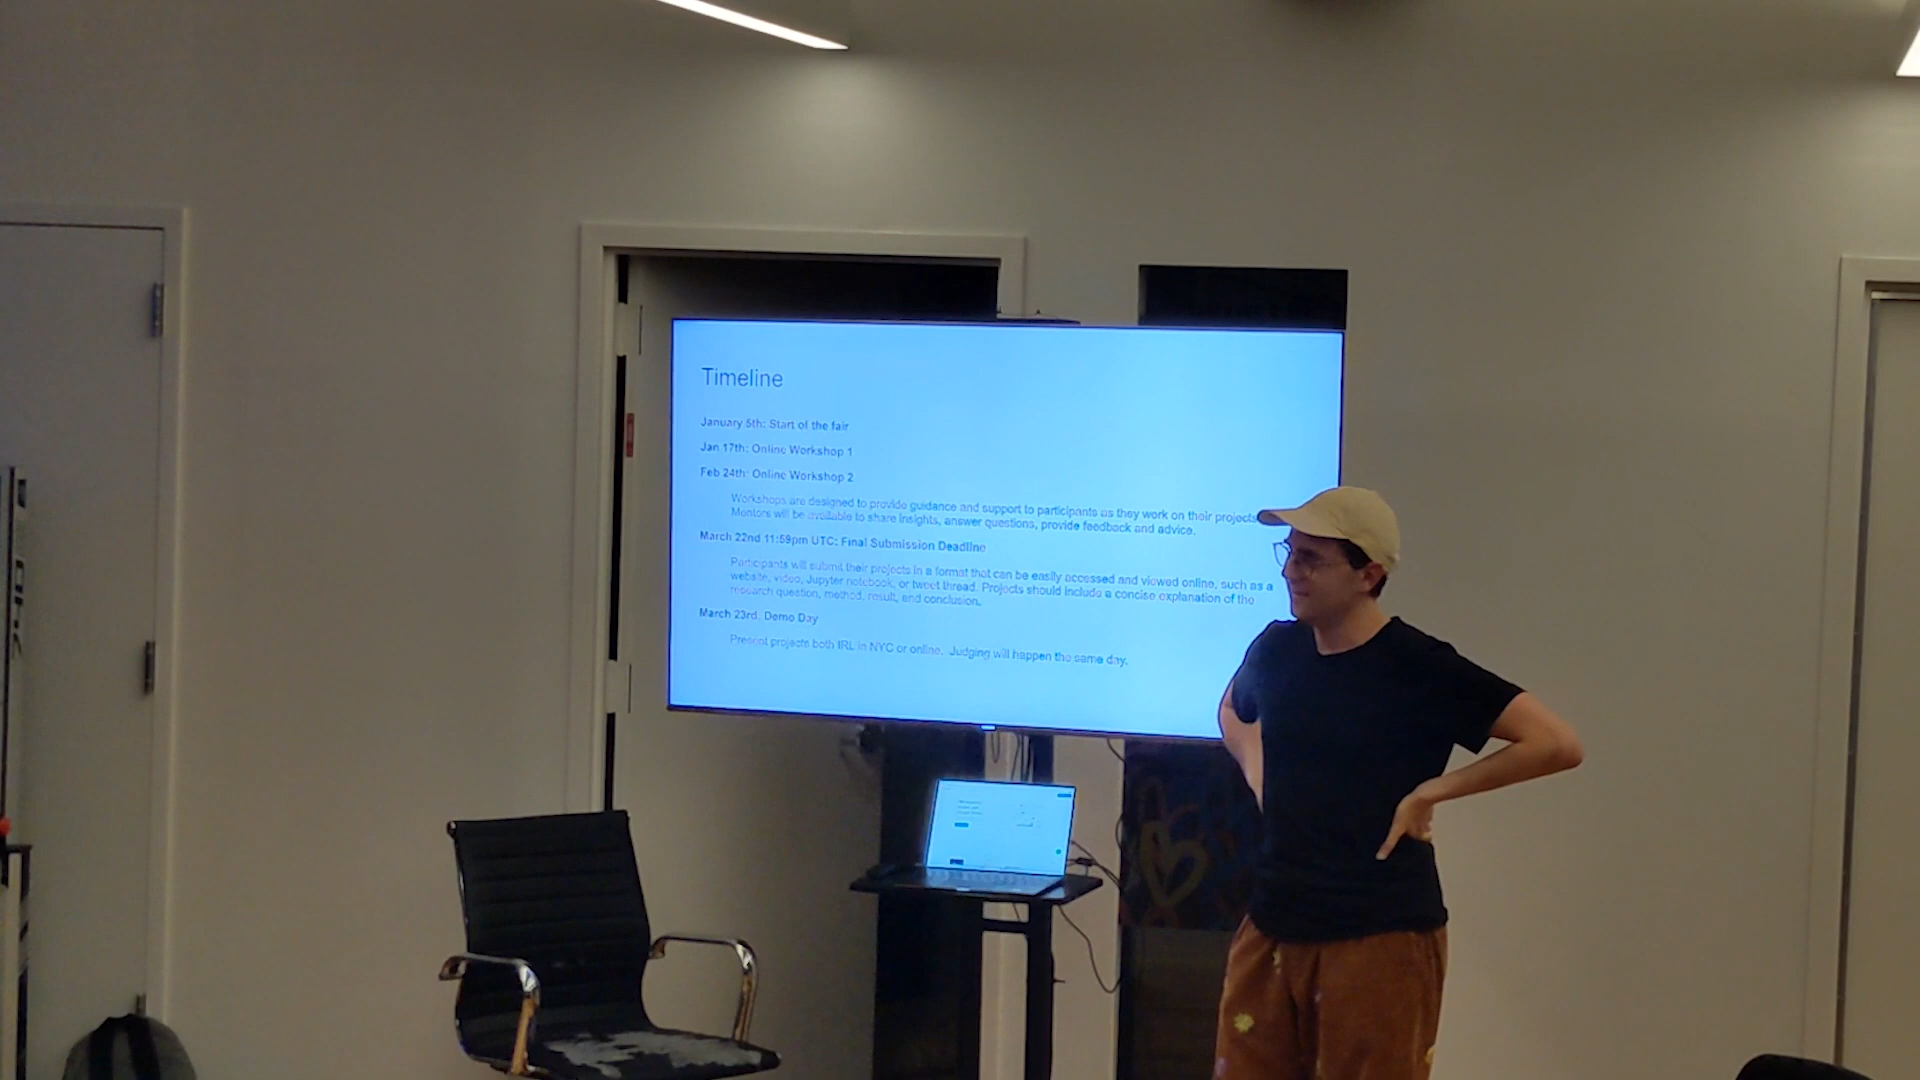 Timeline
January 5th: Start of the fair
Jan 17th: Online Workshop 1
Feb 24th: Online Workshop 2
Workshops are designed to provide guidance and support to participants as they work on their projects
Mentors will be available to share insights, answer questions, provide feedback and advice.
March 22nd 11:59pm UTC: Final Submission Deadline
Participants will submit their projects in a format that can be easily accessed and viewed online, such as a
website, video, Jupyter notebook, or tweet thread. Projects should include a concise explanation of the
research question, method, result, and conclusion.
March 23rd: Demo Day
Present projects both IRL in NYC or online. Judging will happen the same day.